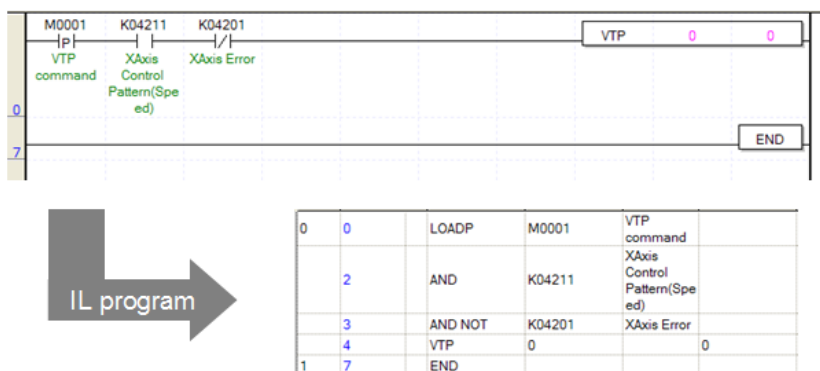 M0001 K04211 K04201
P
VTP 0 0
VTP command
XAxis Control Pattern(Spe ed)
XAxis Error
0
END
7
IL program
0 0 LOADP M0001 VTP command
2 AND K04211 XAxis Control Pattern(Spe ed)
3 AND NOT K04201 XAxis Error
4 VTP 0 0
1 7 END